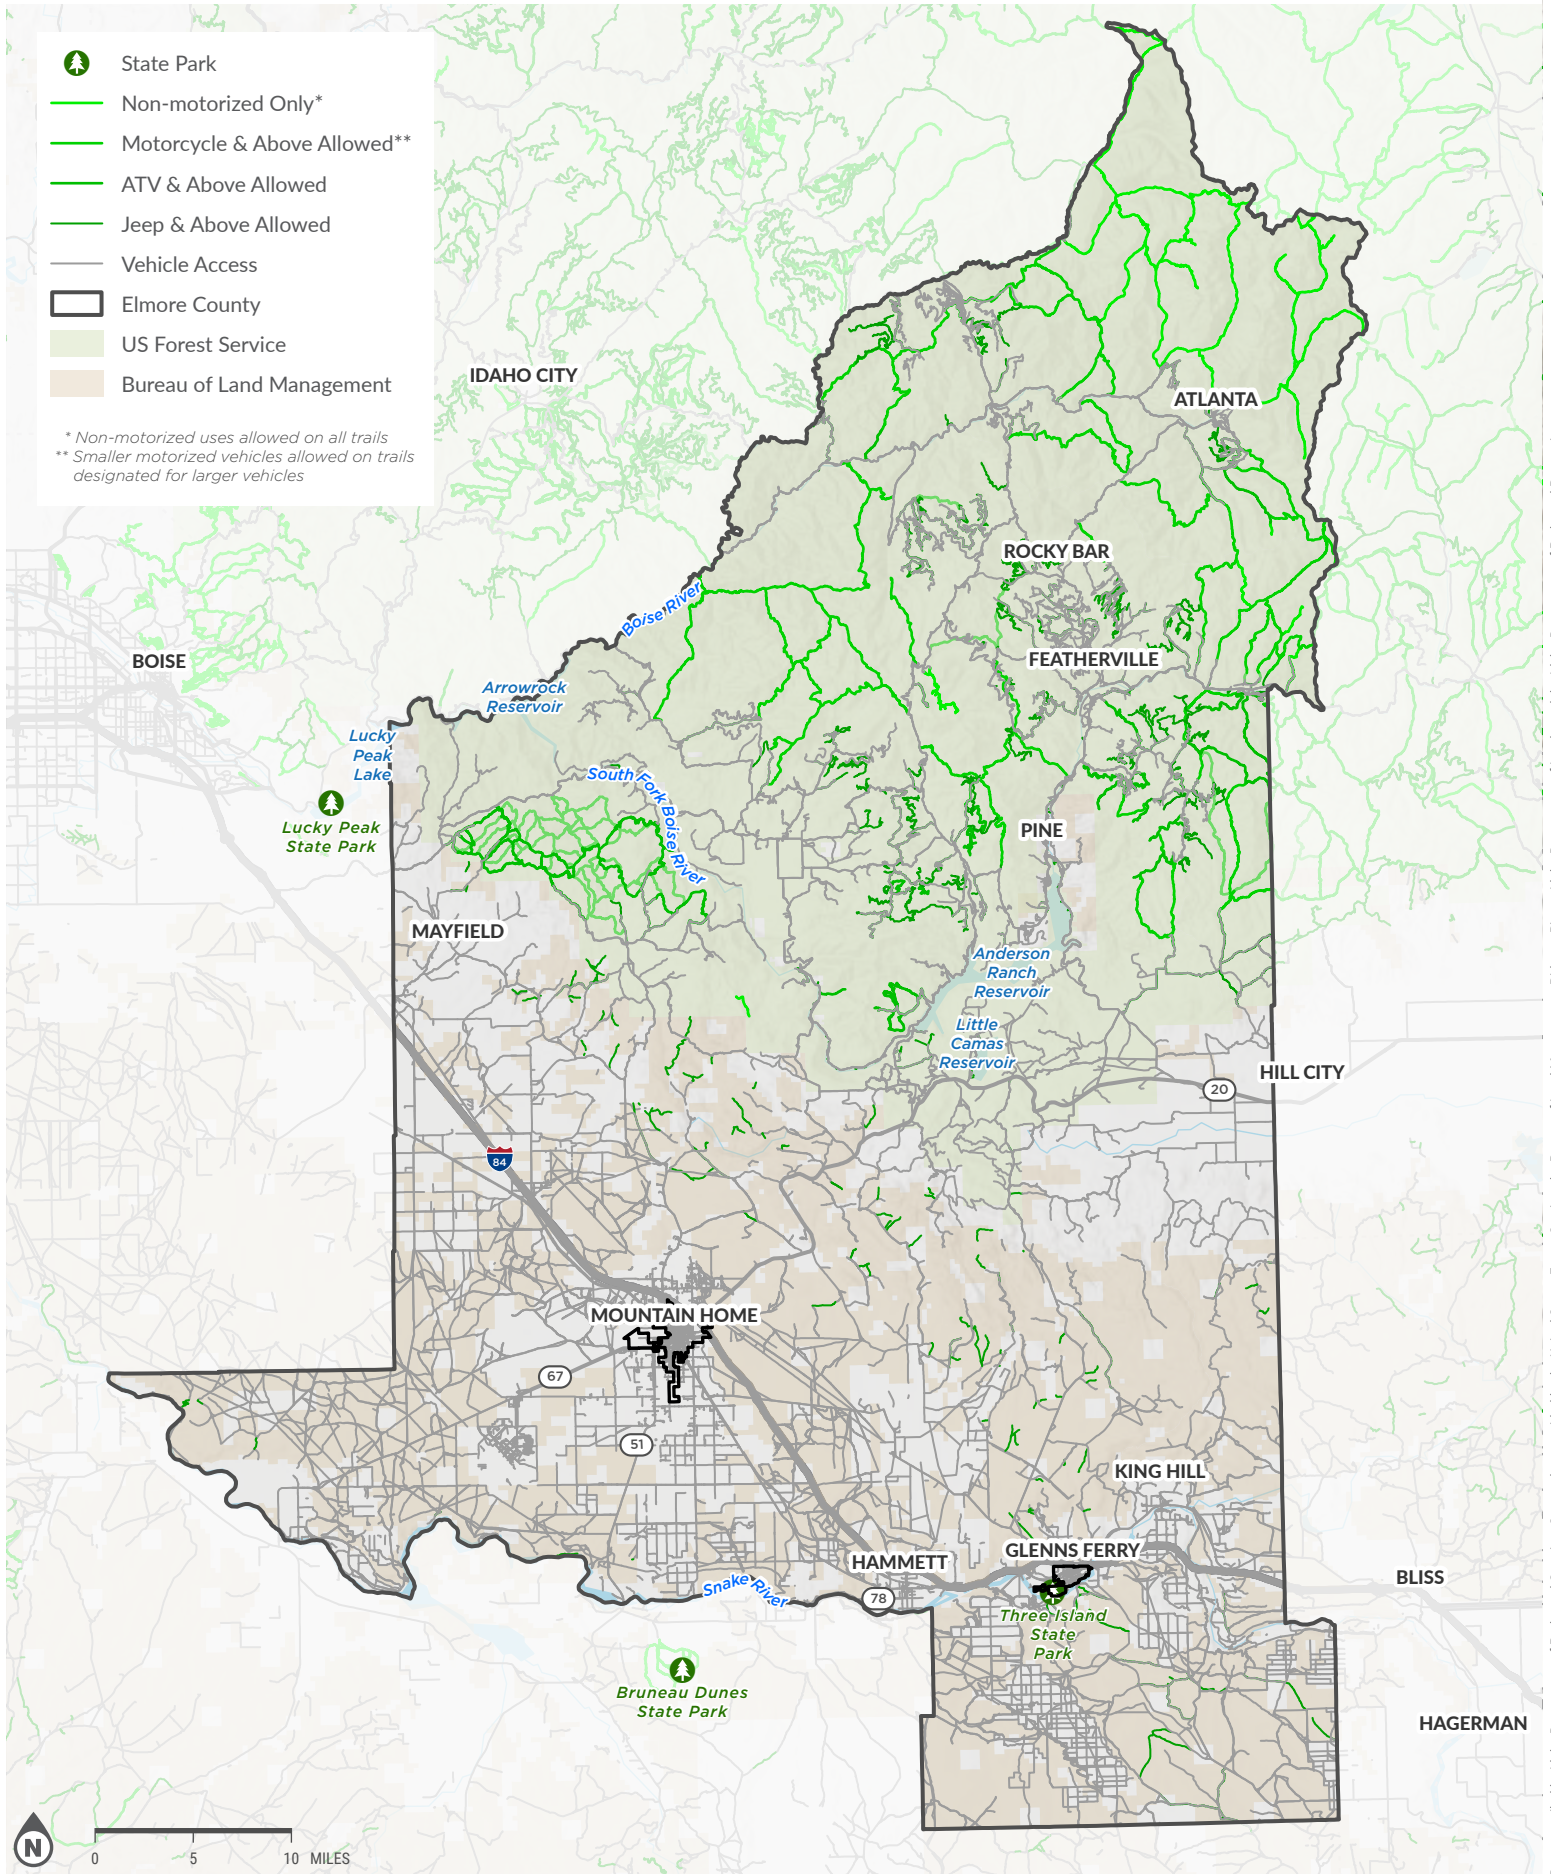 State Park
Non-motorized Only*
Motorcycle & Above Allowed**
ATV & Above Allowed
Jeep & Above Allowed
Vehicle Access
Elmore County
US Forest Service
Bureau of Land Management
* Non-motorized uses allowed on all trails
** Smaller motorized vehicles allowed on trails
designated for larger vehicles
IDAHO CITY
ATLANTA
ROCKY BAR
Boise River
BOISE
FEATHERVILLE
Arrowrock
Reservoir
Lucky
Peak
Lake
South Fork Boise River
Lucky Peak
State Park
PINE
MAYFIELD
Anderson
Ranch
Reservoir
Little
Camas
Reservoir
HILL CITY
20
84
MOUNTAIN HOME
67
51
KING HILL
GLENNS FERRY
HAMMETT
BLISS
Snake River
78
Three Island
State
Park
Bruneau Dunes
State Park
HAGERMAN
N
0 5 10 MILES